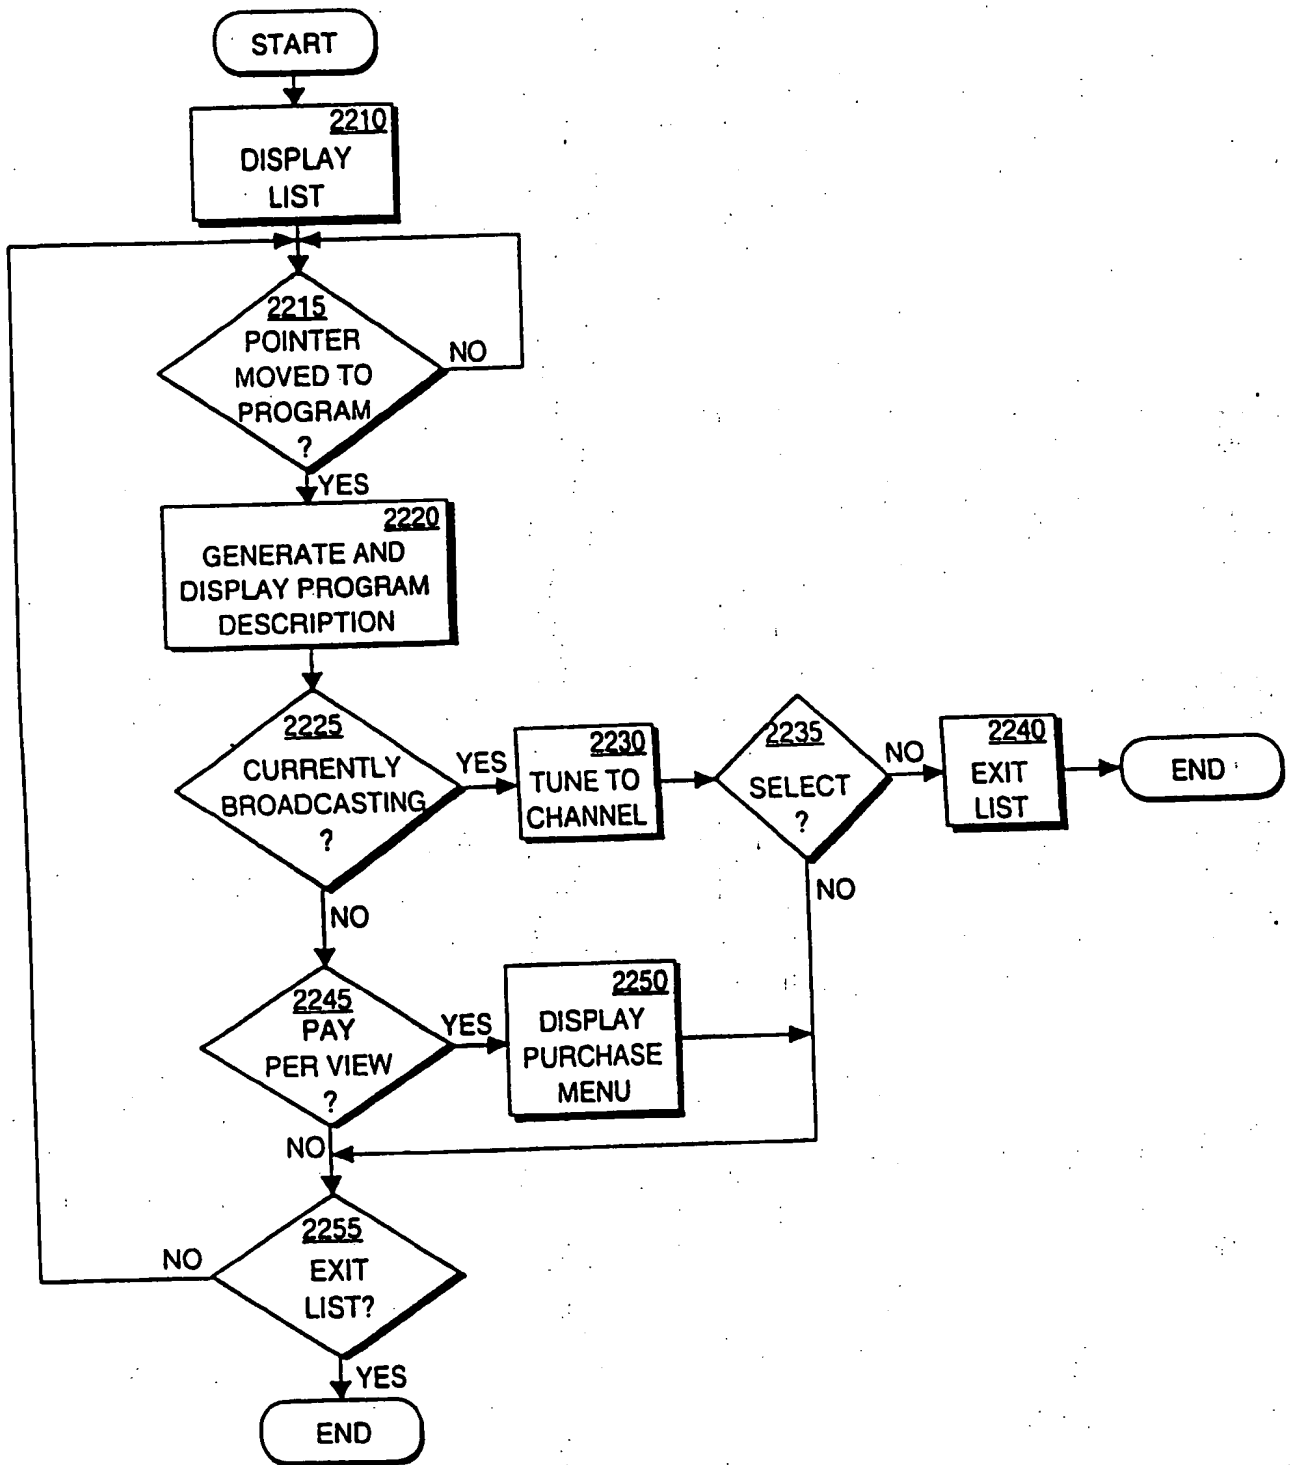 START
2210
DISPLAY
LIST
2215
POINTER
MOVED TO
PROGRAM
?
NO
YES
2220
GENERATE AND
DISPLAY PROGRAM
DESCRIPTION
2225
CURRENTLY
BROADCASTING
?
YES
2230
TUNE TO
CHANNEL
2235
SELECT
?
NO
2240
EXIT
LIST
END
NO
NO
2245
PAY
PER VIEW
?
YES
2250
DISPLAY
PURCHASE
MENU
NO
2255
EXIT
LIST?
NO
YES
END